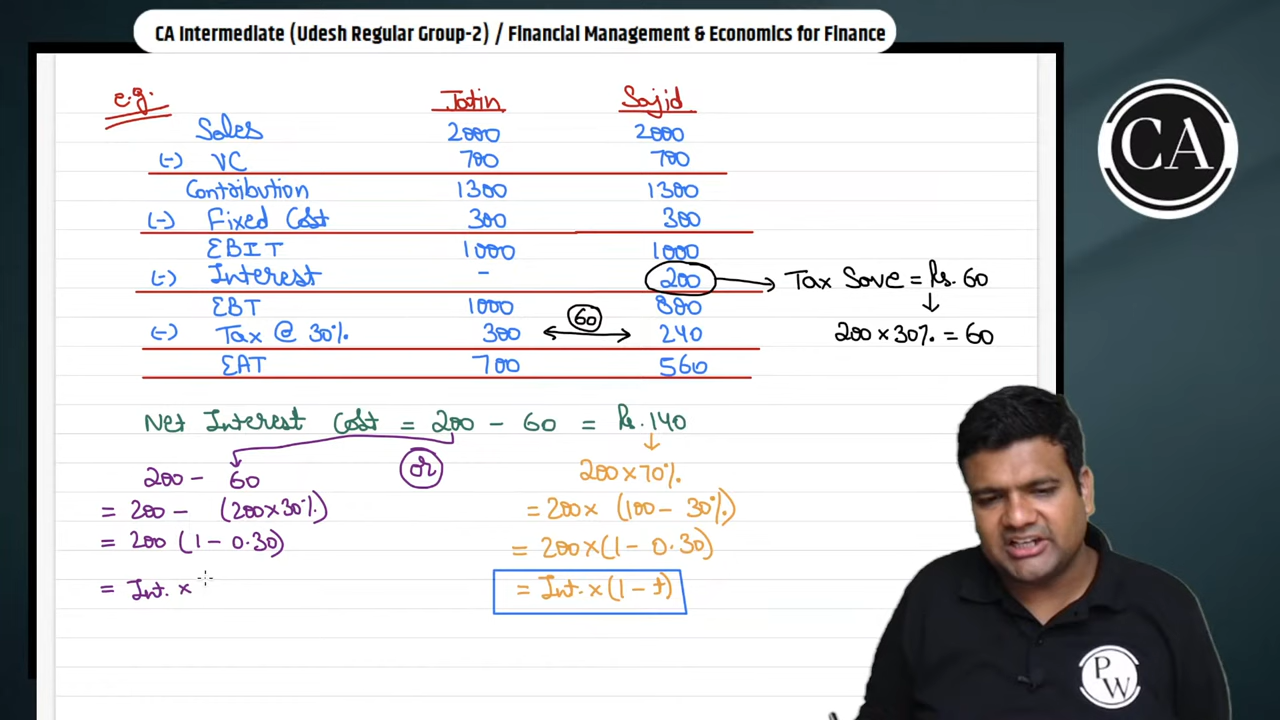 CA Intermediate (Udesh Regular Group-2) / Financial Management & Economics for Finance
CA
e.g. Jatin Sajid
Sales 2000 2000
(-) VC 700 700
Contribution 1300 1300
(-) Fixed Cost 300 300
EBIT 1000 1000
(-) Interest - 200 → Tax Save = Rs. 60
EBT 1000 800
(-) Tax @ 30% 300 60 240 200 × 30% = 60
EAT 700 560
Net Interest Cost = 200 - 60 = Rs. 140
200 - 60 or 200 × 70%
= 200 - (200 × 30%) = 200 × (100 - 30%)
= 200 (1 - 0.30) = 200 × (1 - 0.30)
= Int. × = Int. × (1 - t)
PW